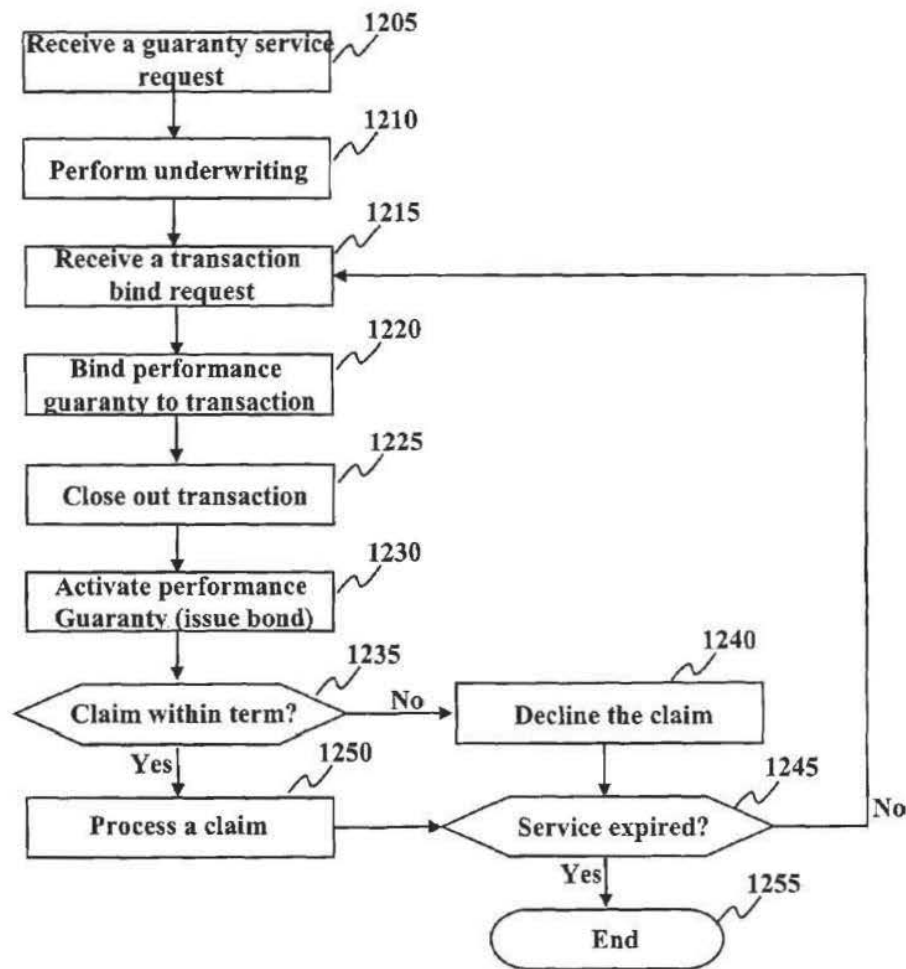 1205
Receive a guaranty service
request
1210
Perform underwriting
1215
Receive a transaction
bind request
1220
Bind performance
guaranty to transaction
1225
Close out transaction
1230
Activate performance
Guaranty (issue bond)
1235
Claim within term?
No
1240
Decline the claim
Yes
1250
Process a claim
1245
Service expired?
No
Yes
1255
End